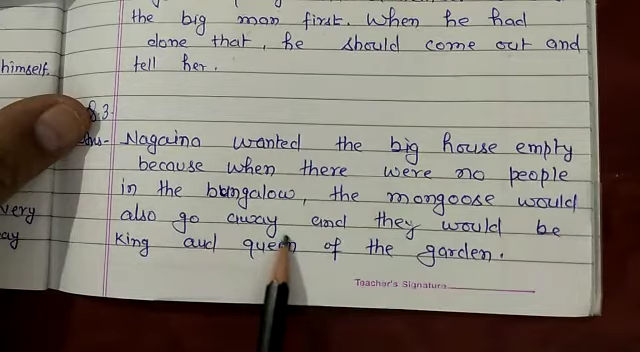 the big man first. When he had
done that, he should come out and
tell her.
himself.
Q.3.
Ans- Nagaina wanted the big house empty
because when there were no people
in the bungalow, the mongoose would
very
also go away and they would be
ay
king and queen of the garden.
Teacher's Signature